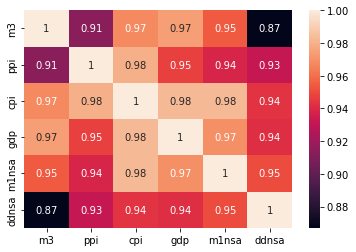 m3 1 0.91 0.97 0.97 0.95 0.87 1.00
ppi 0.91 1 0.98 0.95 0.94 0.93 0.98
cpi 0.97 0.98 1 0.98 0.98 0.94 0.96
gdp 0.97 0.95 0.98 1 0.97 0.94 0.94
m1nsa 0.95 0.94 0.98 0.97 1 0.95 0.92
ddnsa 0.87 0.93 0.94 0.94 0.95 1 0.90
0.88
m3 ppi cpi gdp m1nsa ddnsa